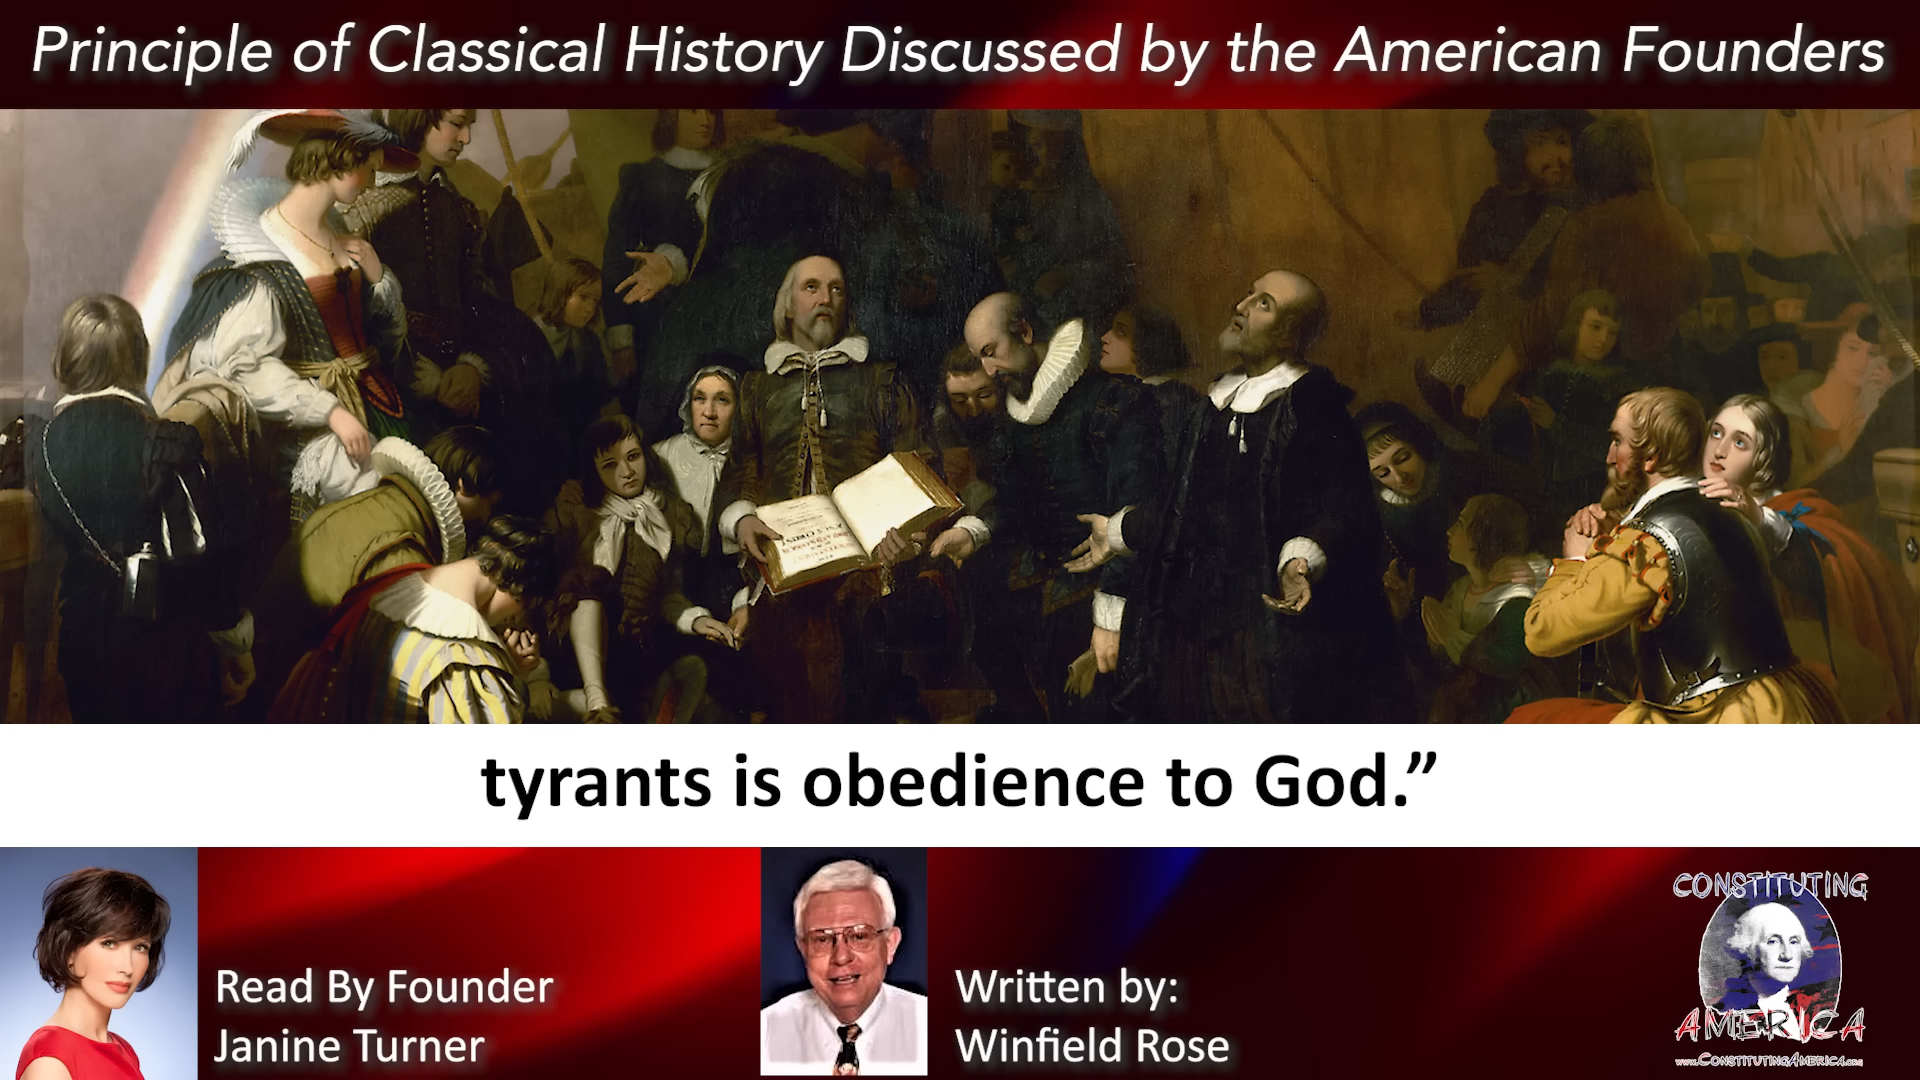 Principle of Classical History Discussed by the American Founders
tyrants is obedience to God.”
Read By Founder
Janine Turner
Written by:
Winfield Rose
CONSTITUTING
AMERICA
www.ConstitutingAmerica.org